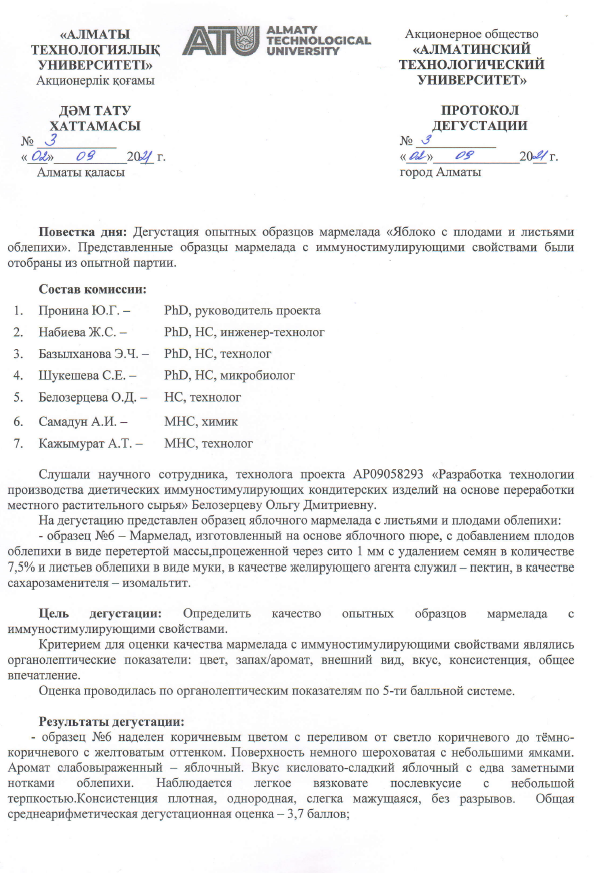 «АЛМАТЫ
ТЕХНОЛОГИЯЛЫҚ
УНИВЕРСИТЕТІ»
Акционерлік қоғамы
ATU ALMATY
TECHNOLOGICAL
UNIVERSITY
Акционерное общество
«АЛМАТИНСКИЙ
ТЕХНОЛОГИЧЕСКИЙ
УНИВЕРСИТЕТ»
ДӘМ ТАТУ
ХАТТАМАСЫ
№ 3
«02» 09 2021 г.
Алматы қаласы
ПРОТОКОЛ
ДЕГУСТАЦИИ
№ 3
«02» 09 2021 г.
город Алматы
Повестка дня: Дегустация опытных образцов мармелада «Яблоко с плодами и листьями
облепихи». Представленные образцы мармелада с иммуностимулирующими свойствами были
отобраны из опытной партии.
Состав комиссии:
1. Пронина Ю.Г. – PhD, руководитель проекта
2. Набиева Ж.С. – PhD, НС, инженер-технолог
3. Базылханова Э.Ч. – PhD, НС, технолог
4. Шукешева С.Е. – PhD, НС, микробиолог
5. Белозерцева О.Д. – НС, технолог
6. Самадун А.И. – МНС, химик
7. Кажымурат А.Т. – МНС, технолог
Слушали научного сотрудника, технолога проекта АР09058293 «Разработка технологии
производства диетических иммуностимулирующих кондитерских изделий на основе переработки
местного растительного сырья» Белозерцеву Ольгу Дмитриевну.
На дегустацию представлен образец яблочного мармелада с листьями и плодами облепихи:
- образец №6 – Мармелад, изготовленный на основе яблочного пюре, с добавлением плодов
облепихи в виде перетертой массы,процеженной через сито 1 мм с удалением семян в количестве
7,5% и листьев облепихи в виде муки, в качестве желирующего агента служил – пектин, в качестве
сахарозаменителя – изомальтит.
Цель дегустации: Определить качество опытных образцов мармелада с
иммуностимулирующими свойствами.
Критерием для оценки качества мармелада с иммуностимулирующими свойствами являлись
органолептические показатели: цвет, запах/аромат, внешний вид, вкус, консистенция, общее
впечатление.
Оценка проводилась по органолептическим показателям по 5-ти балльной системе.
Результаты дегустации:
- образец №6 наделен коричневым цветом с переливом от светло коричневого до тёмно-
коричневого с желтоватым оттенком. Поверхность немного шероховатая с небольшими ямками.
Аромат слабовыраженный – яблочный. Вкус кисловато-сладкий яблочный с едва заметными
нотками облепихи. Наблюдается легкое вязковате послевкусие с небольшой
терпкостью.Консистенция плотная, однородная, слегка мажущаяся, без разрывов. Общая
среднеарифметическая дегустационная оценка – 3,7 баллов;